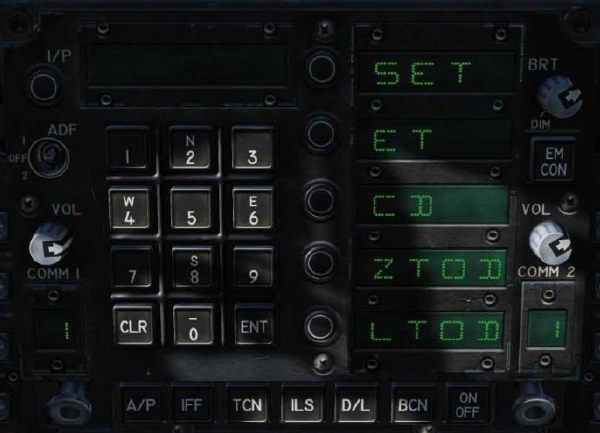 I/P
SET
BRT
ADF
1
OFF
2
1
N
2
3
ET
DIM
EM
CON
VOL
W
4
5
E
6
CD
VOL
COMM 1
7
S
8
9
ZTOD
COMM 2
1
CLR
–
0
ENT
LTOD
1
A/P
IFF
TCN
ILS
D/L
BCN
ON
OFF